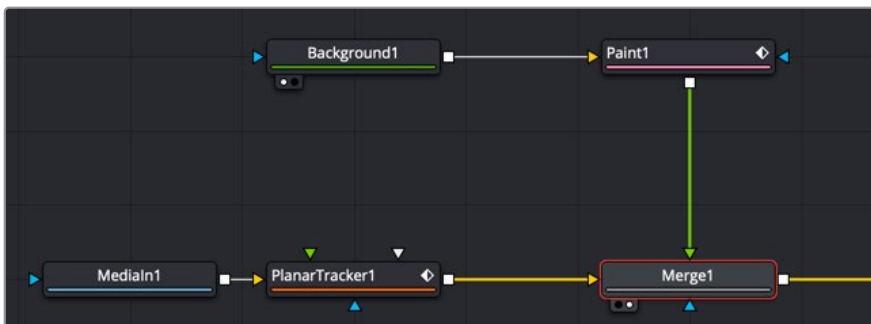 Background1
Paint1
MediaIn1
PlanarTracker1
Merge1